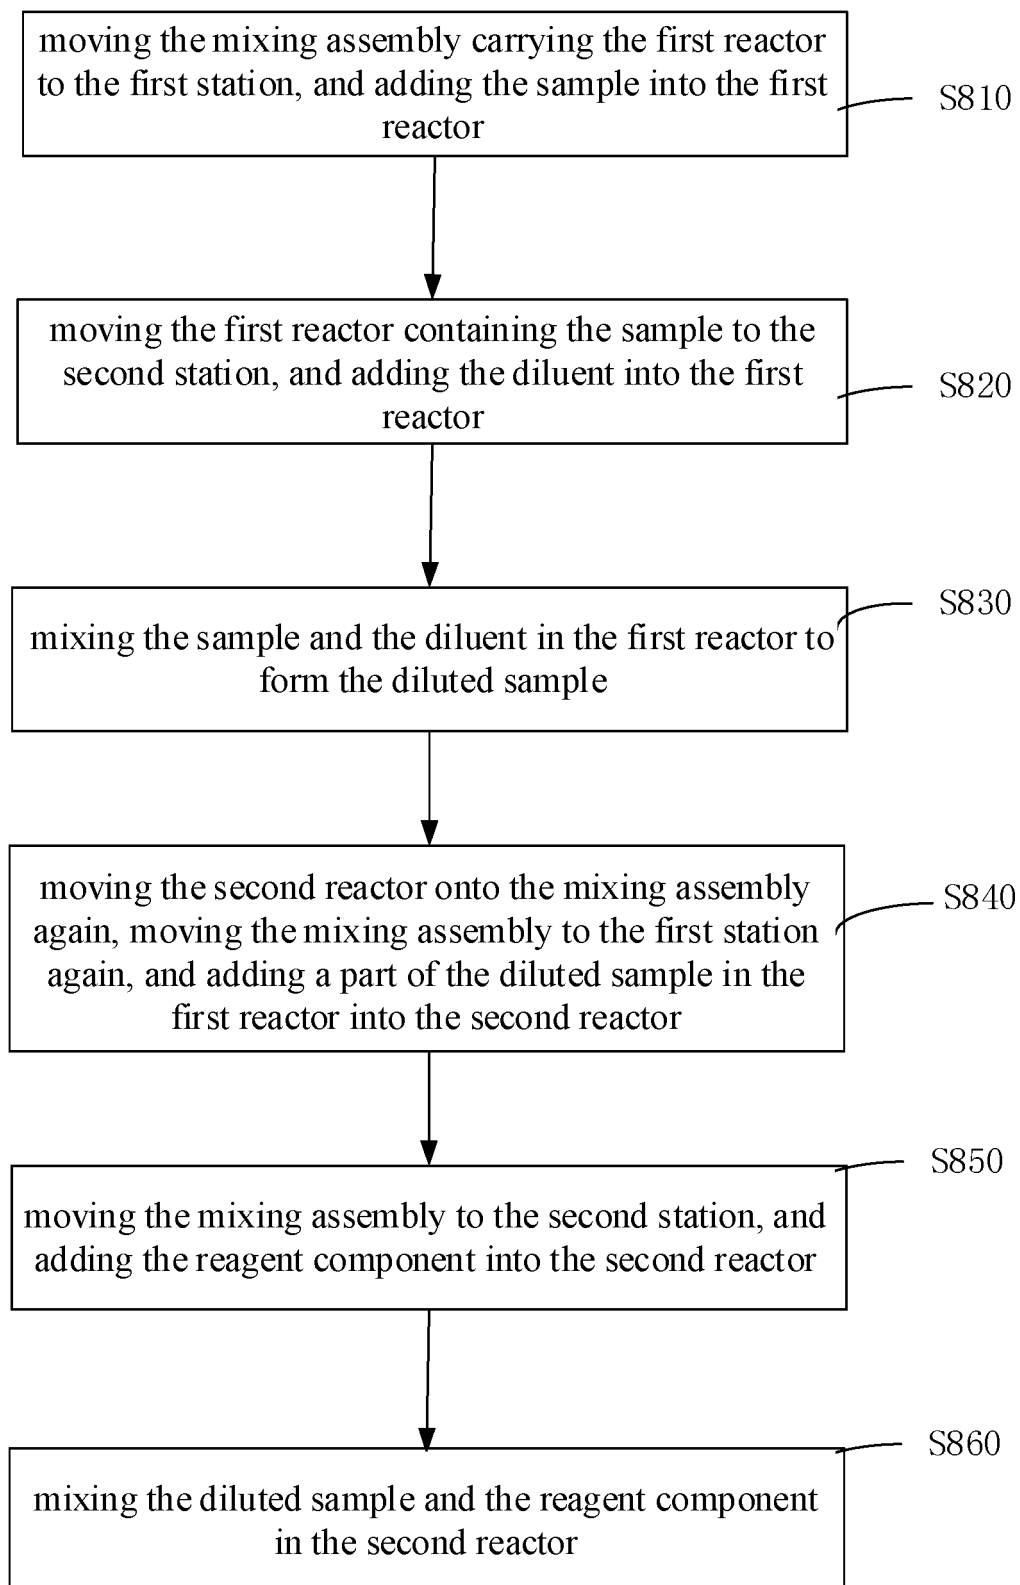 moving the mixing assembly carrying the first reactor
to the first station, and adding the sample into the first
reactor
S810
moving the first reactor containing the sample to the
second station, and adding the diluent into the first
reactor
S820
mixing the sample and the diluent in the first reactor to
form the diluted sample
S830
moving the second reactor onto the mixing assembly
again, moving the mixing assembly to the first station
again, and adding a part of the diluted sample in the
first reactor into the second reactor
S840
moving the mixing assembly to the second station, and
adding the reagent component into the second reactor
S850
mixing the diluted sample and the reagent component
in the second reactor
S860